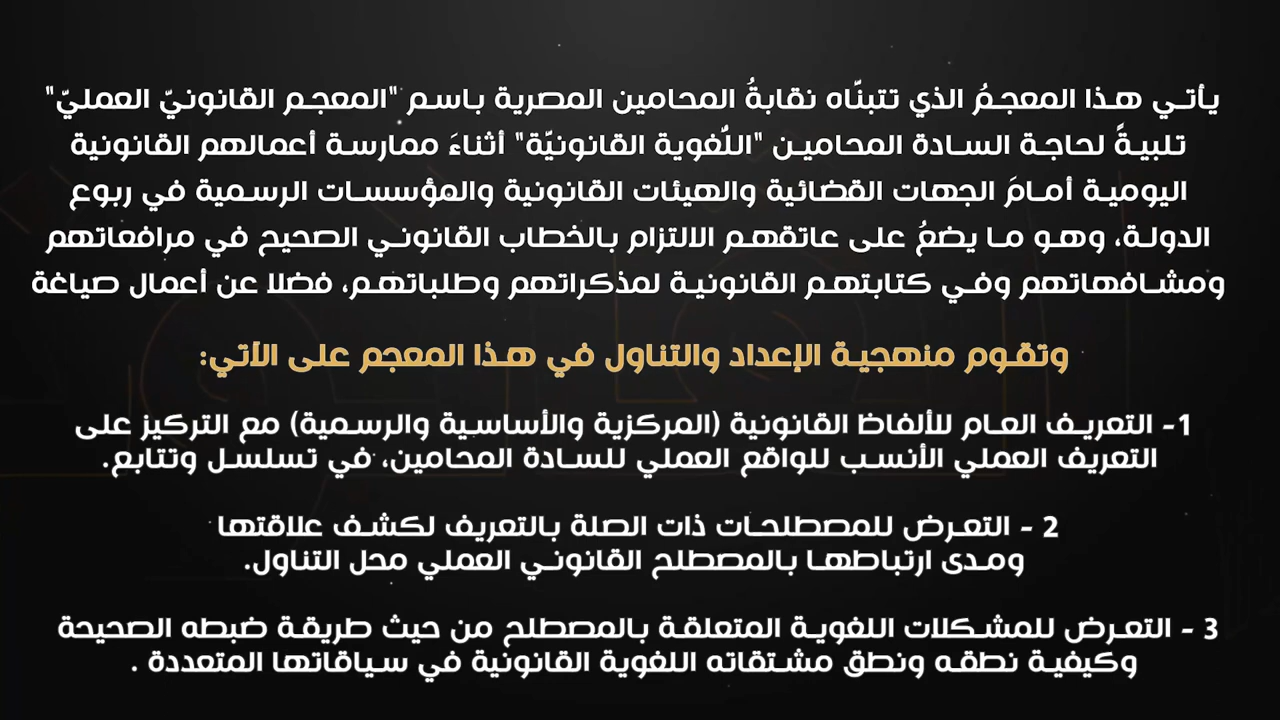 يأتي هذا المعجمُ الذي تتبنّاه نقابةُ المحامين المصرية باسم "المعجم القانونيّ العمليّ"
تلبيةً لحاجة السادة المحامين "اللُّغوية القانونيّة" أثناءَ ممارسة أعمالهم القانونية
اليومية أمامَ الجهات القضائية والهيئات القانونية والمؤسسات الرسمية في ربوع
الدولة، وهو ما يضعُ على عاتقهم الالتزام بالخطاب القانوني الصحيح في مرافعاتهم
ومشافهاتهم وفي كتابتهم القانونية لمذكراتهم وطلباتهم، فضلا عن أعمال صياغة
وتقوم منهجية الإعداد والتناول في هذا المعجم على الآتي:
1- التعريف العام للألفاظ القانونية (المركزية والأساسية والرسمية) مع التركيز على
التعريف العملي الأنسب للواقع العملي للسادة المحامين، في تسلسل وتتابع.
2 - التعرض للمصطلحات ذات الصلة بالتعريف لكشف علاقتها
ومدى ارتباطها بالمصطلح القانوني العملي محل التناول.
3 - التعرض للمشكلات اللغوية المتعلقة بالمصطلح من حيث طريقة ضبطه الصحيحة
وكيفية نطقه ونطق مشتقاته اللغوية القانونية في سياقاتها المتعددة .